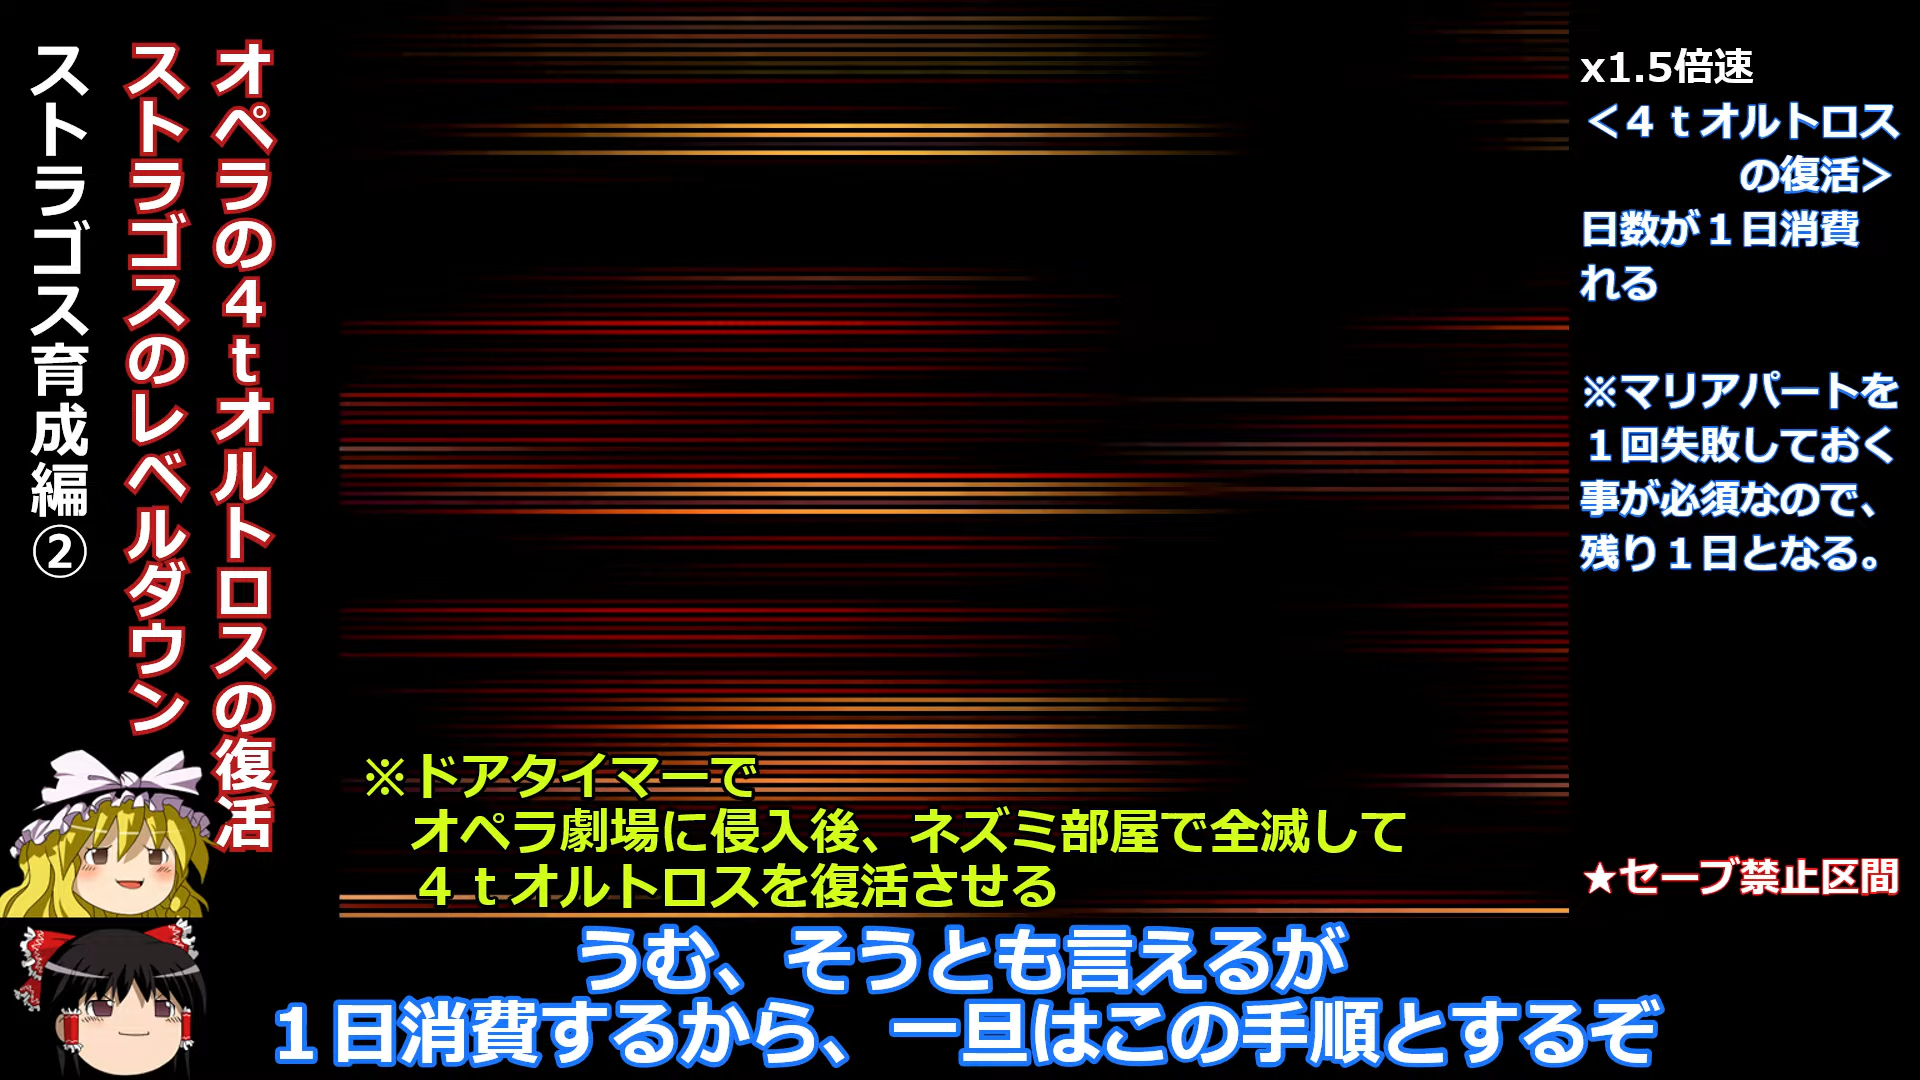 オペラの４ｔオルトロスの復活
ストラゴスのレベルダウン
ストラゴス育成編②
x1.5倍速
＜４ｔオルトロス
の復活＞
日数が１日消費
れる
※マリアパートを
１回失敗しておく
事が必須なので、
残り１日となる。
★セーブ禁止区間
※ドアタイマーで
オペラ劇場に侵入後、ネズミ部屋で全滅して
４ｔオルトロスを復活させる
うむ、そうとも言えるが
１日消費するから、一旦はこの手順とするぞ